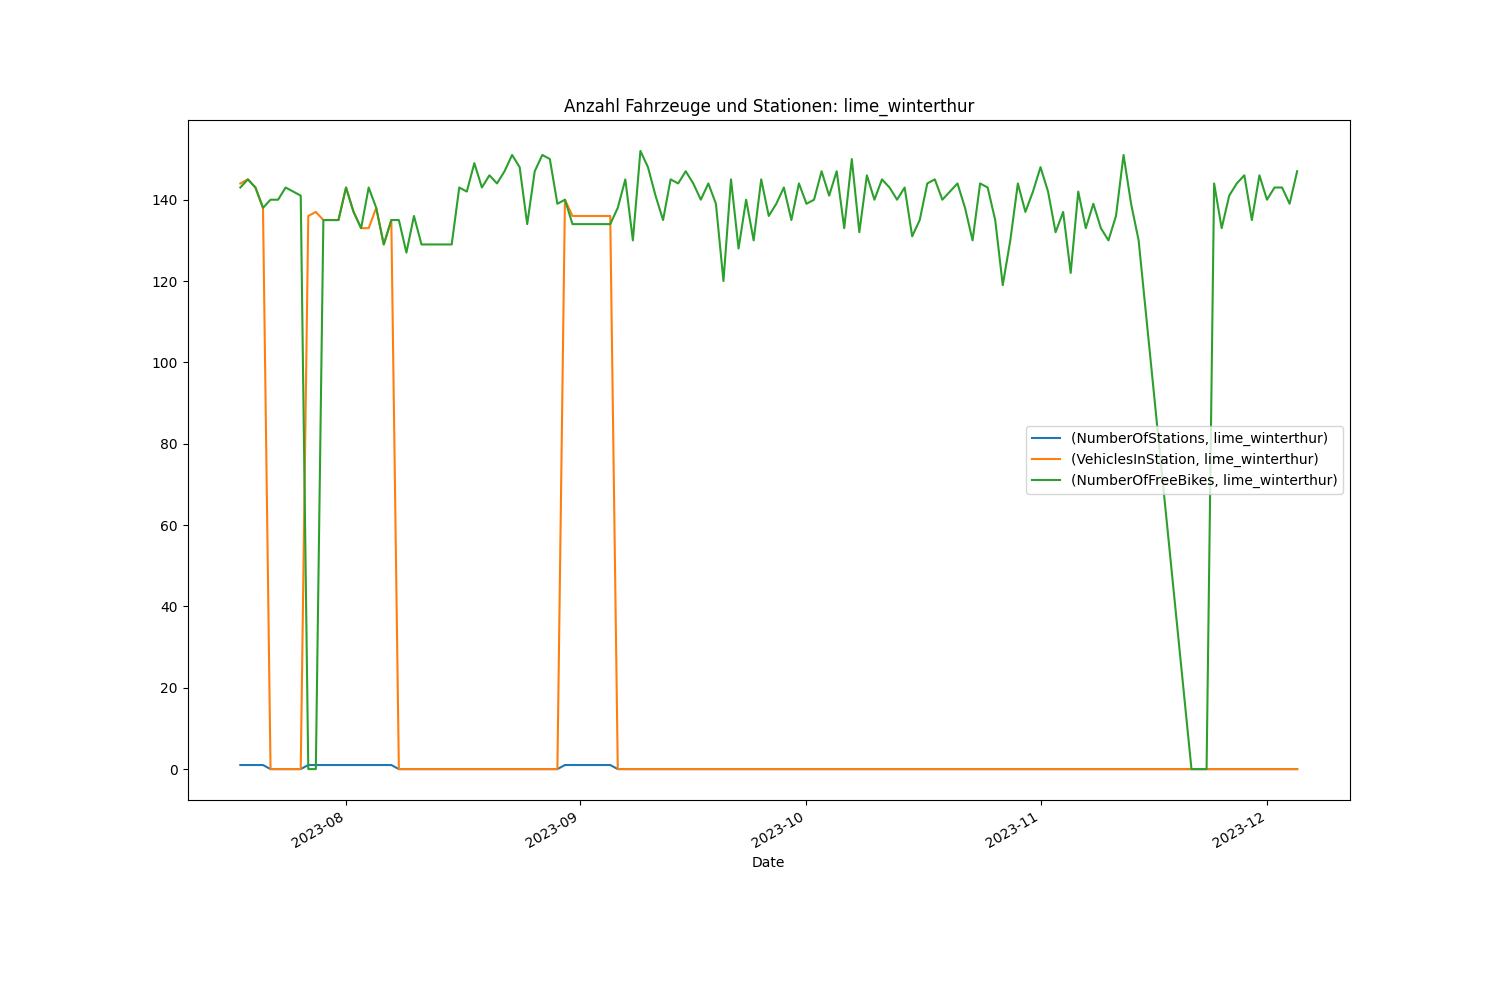 Anzahl Fahrzeuge und Stationen: lime_winterthur
140
120
100
80
60
40
20
0
(NumberOfStations, lime_winterthur)
(VehiclesInStation, lime_winterthur)
(NumberOfFreeBikes, lime_winterthur)
2023-08
2023-09
2023-10
2023-11
2023-12
Date